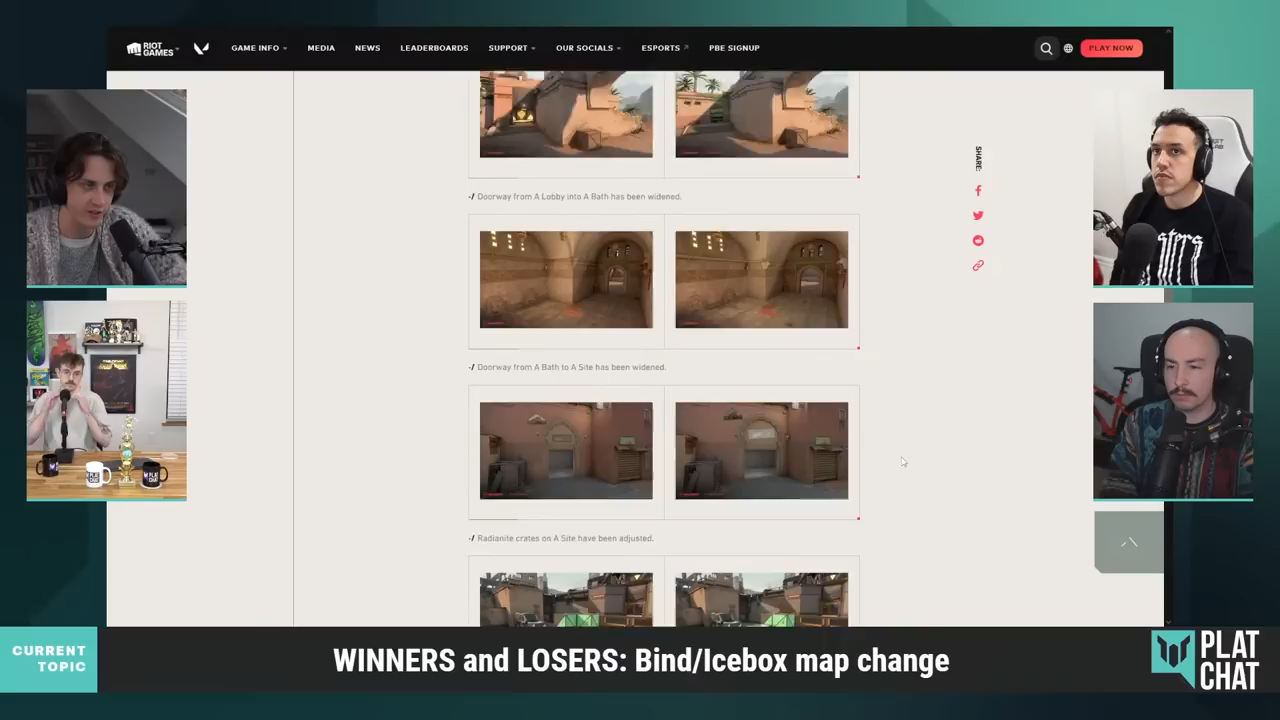 RIOT GAMES
GAME INFO
MEDIA
NEWS
LEADERBOARDS
SUPPORT
OUR SOCIALS
ESPORTS
PBE SIGNUP
PLAY NOW
SHARE:
-/ Doorway from A Lobby into A Bath has been widened.
-/ Doorway from A Bath to A Site has been widened.
-/ Radianite crates on A Site have been adjusted.
CURRENT TOPIC
WINNERS and LOSERS: Bind/Icebox map change
PLAT CHAT